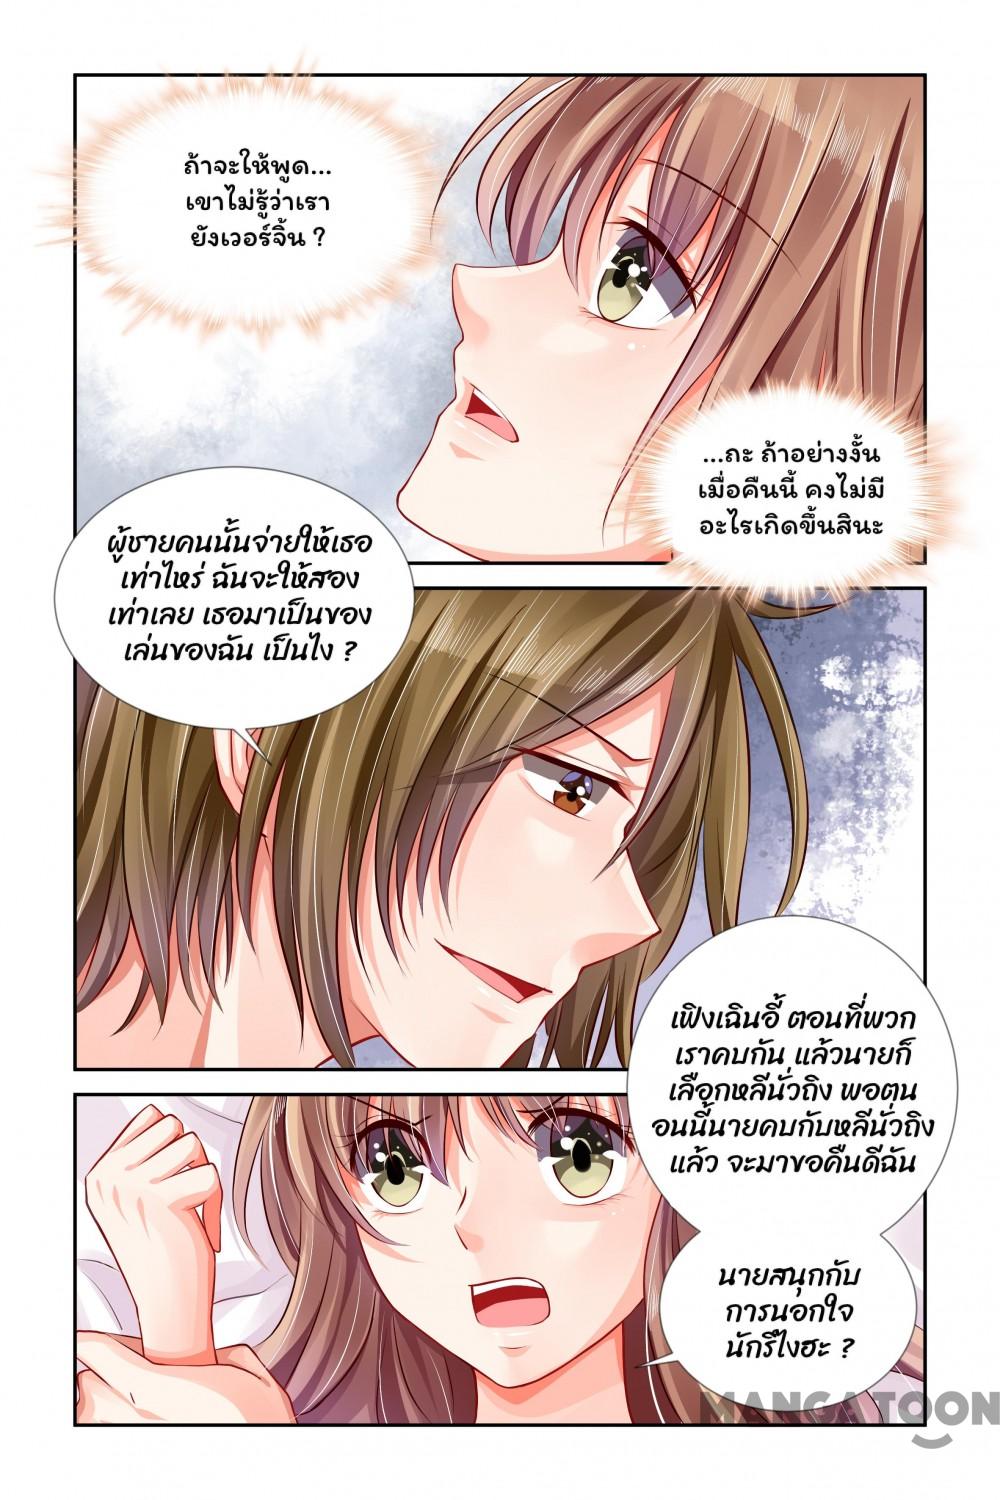 ถ้าจะให้พูด...
เขาไม่รู้ว่าเรา
ยังเวอร์จิ้น ?
...ถะ ถ้าอย่างงั้น
เมื่อคืนนี้ คงไม่มี
อะไรเกิดขึ้นสินะ
ผู้ชายคนนั้นจ่ายให้เธอ
เท่าไหร่ ฉันจะให้สอง
เท่าเลย เธอมาเป็นของ
เล่นของฉัน เป็นไง ?
เฟิงเฉินอี้ ตอนที่พวก
เราคบกัน แล้วนายก็
เลือกหลีนั่วถิง พอตน
อนนี้นายคบกับหลีนั่วถิง
แล้ว จะมาขอคืนดีฉัน
นายสนุกกับ
การนอกใจ
นักรึไงฮะ ?
MANGATOON